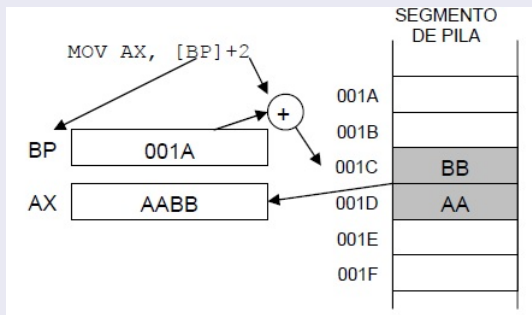 SEGMENTO
DE PILA
MOV AX, [BP]+2
+
001A
001B
BP 001A
001C BB
AX AABB
001D AA
001E
001F